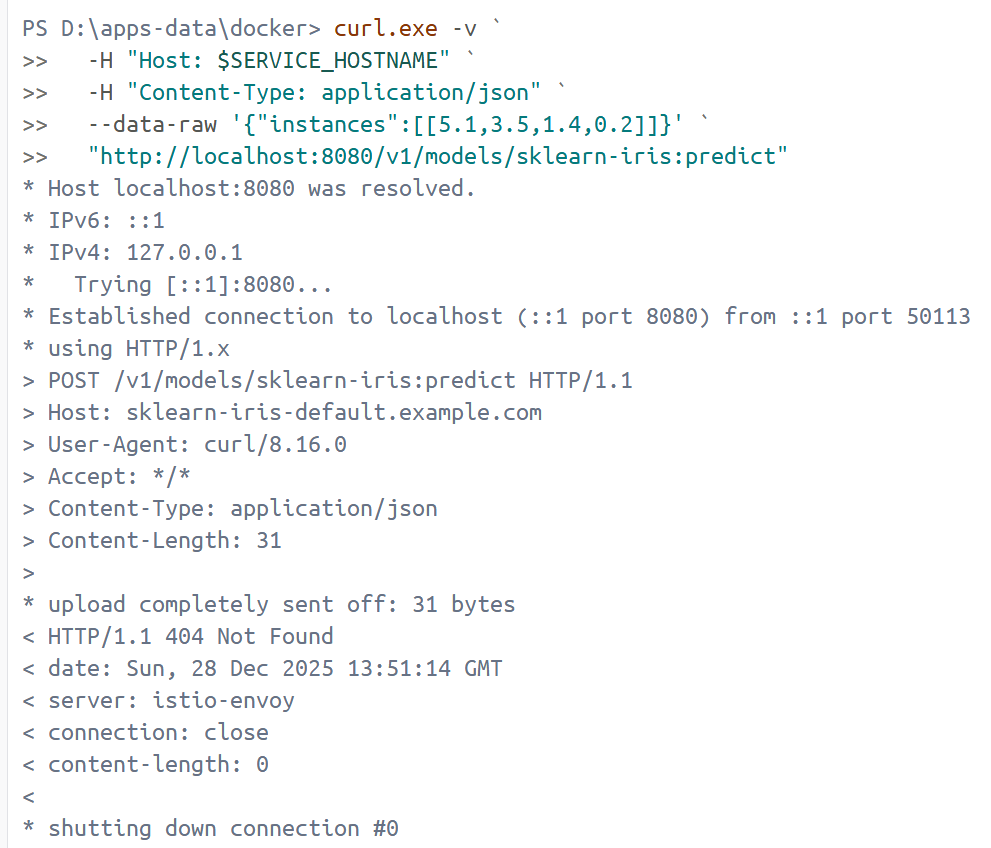 PS D:\apps-data\docker> curl.exe -v `
>>   -H "Host: $SERVICE_HOSTNAME" `
>>   -H "Content-Type: application/json" `
>>   --data-raw '{"instances":[[5.1,3.5,1.4,0.2]]}' `
>>   "http://localhost:8080/v1/models/sklearn-iris:predict"
* Host localhost:8080 was resolved.
* IPv6: ::1
* IPv4: 127.0.0.1
*   Trying [::1]:8080...
* Established connection to localhost (::1 port 8080) from ::1 port 50113
* using HTTP/1.x
> POST /v1/models/sklearn-iris:predict HTTP/1.1
> Host: sklearn-iris-default.example.com
> User-Agent: curl/8.16.0
> Accept: */*
> Content-Type: application/json
> Content-Length: 31
>
* upload completely sent off: 31 bytes
< HTTP/1.1 404 Not Found
< date: Sun, 28 Dec 2025 13:51:14 GMT
< server: istio-envoy
< connection: close
< content-length: 0
<
* shutting down connection #0